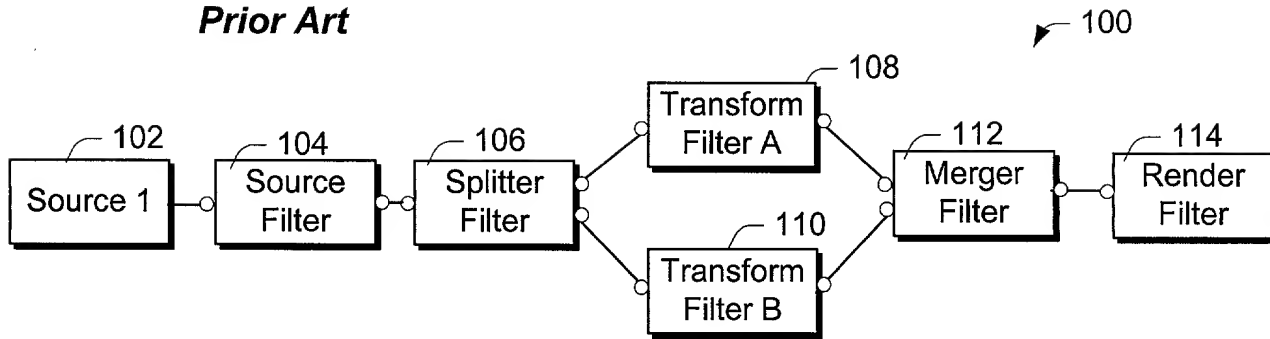 Prior Art
100
102
Source 1
104
Source
Filter
106
Splitter
Filter
108
Transform
Filter A
110
Transform
Filter B
112
Merger
Filter
114
Render
Filter